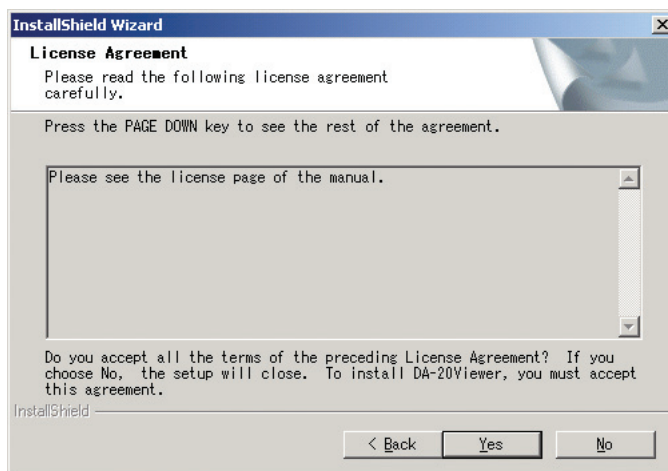 InstallShield Wizard
License Agreement
Please read the following license agreement
carefully.
Press the PAGE DOWN key to see the rest of the agreement.
Please see the license page of the manual.
Do you accept all the terms of the preceding License Agreement? If you
choose No, the setup will close. To install DA-20Viewer, you must accept
this agreement.
InstallShield
< Back Yes No